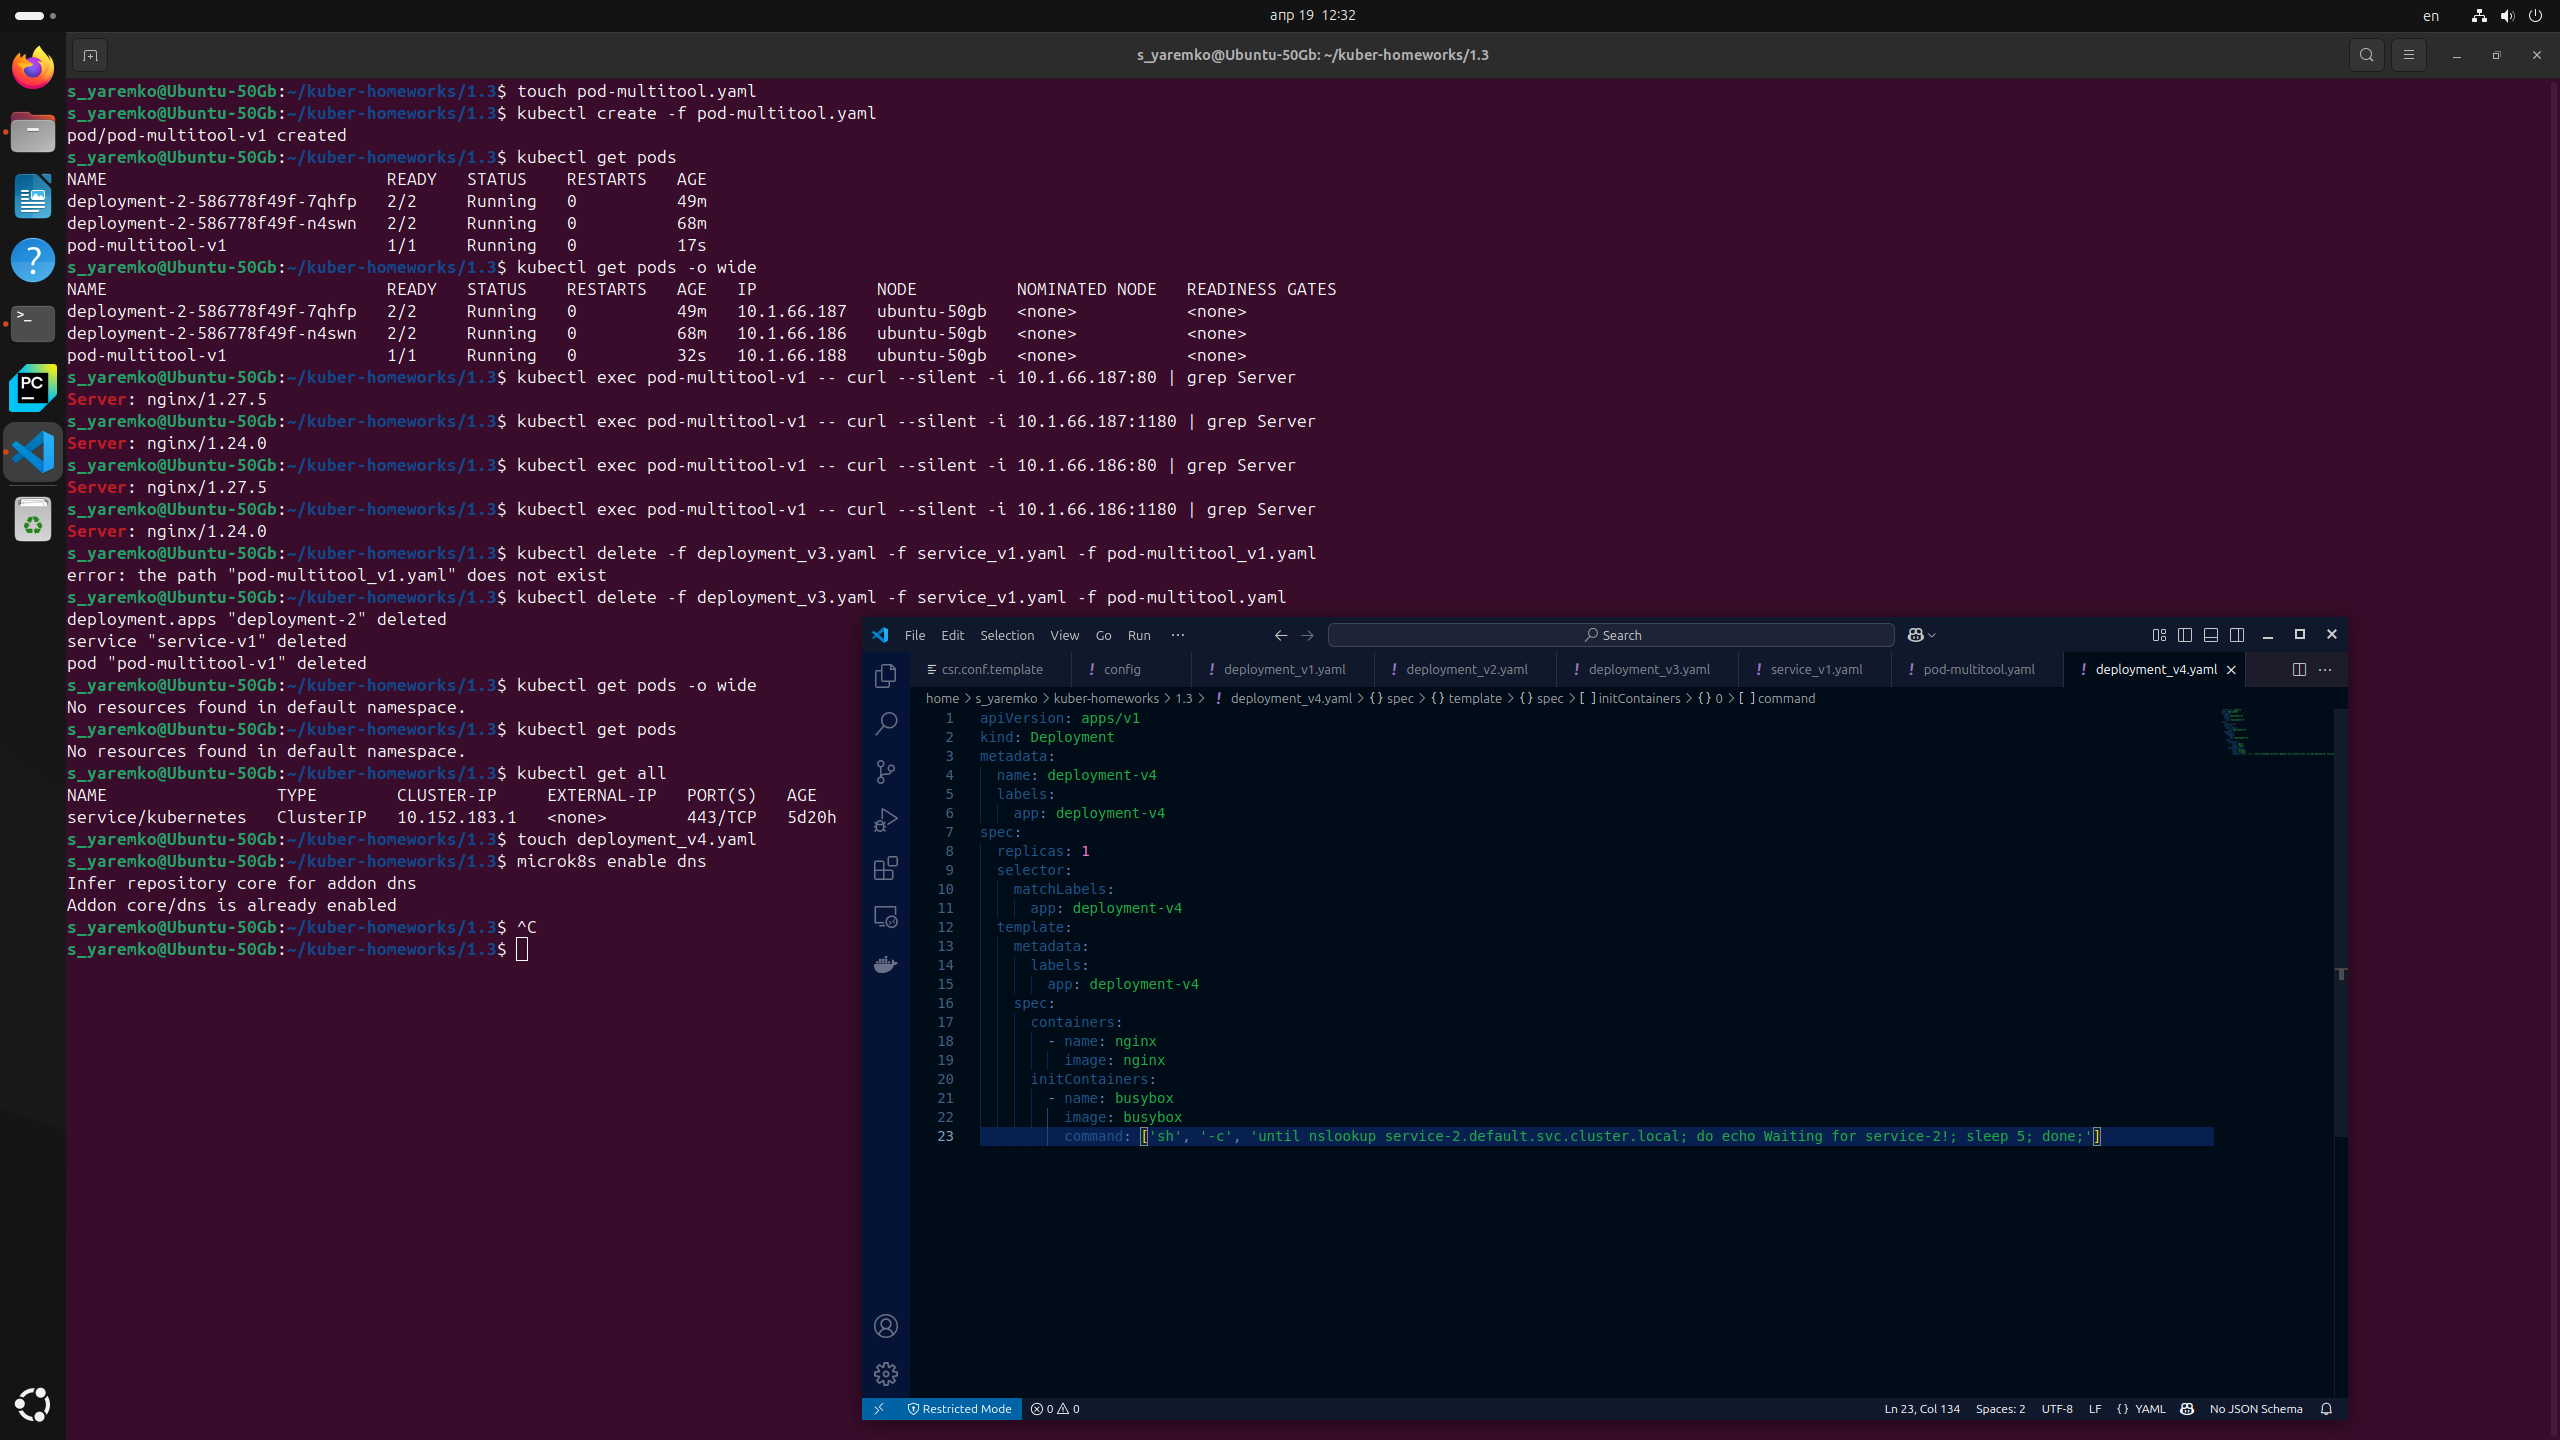 апр 19 12:32
en
s_yaremko@Ubuntu-50Gb: ~/kuber-homeworks/1.3
s_yaremko@Ubuntu-50Gb:~/kuber-homeworks/1.3$ touch pod-multitool.yaml
s_yaremko@Ubuntu-50Gb:~/kuber-homeworks/1.3$ kubectl create -f pod-multitool.yaml
pod/pod-multitool-v1 created
s_yaremko@Ubuntu-50Gb:~/kuber-homeworks/1.3$ kubectl get pods
NAME READY STATUS RESTARTS AGE
deployment-2-586778f49f-7qhfp 2/2 Running 0 49m
deployment-2-586778f49f-n4swn 2/2 Running 0 68m
pod-multitool-v1 1/1 Running 0 17s
s_yaremko@Ubuntu-50Gb:~/kuber-homeworks/1.3$ kubectl get pods -o wide
NAME READY STATUS RESTARTS AGE IP NODE NOMINATED NODE READINESS GATES
deployment-2-586778f49f-7qhfp 2/2 Running 0 49m 10.1.66.187 ubuntu-50gb <none> <none>
deployment-2-586778f49f-n4swn 2/2 Running 0 68m 10.1.66.186 ubuntu-50gb <none> <none>
pod-multitool-v1 1/1 Running 0 32s 10.1.66.188 ubuntu-50gb <none> <none>
s_yaremko@Ubuntu-50Gb:~/kuber-homeworks/1.3$ kubectl exec pod-multitool-v1 -- curl --silent -i 10.1.66.187:80 | grep Server
Server: nginx/1.27.5
s_yaremko@Ubuntu-50Gb:~/kuber-homeworks/1.3$ kubectl exec pod-multitool-v1 -- curl --silent -i 10.1.66.187:1180 | grep Server
Server: nginx/1.24.0
s_yaremko@Ubuntu-50Gb:~/kuber-homeworks/1.3$ kubectl exec pod-multitool-v1 -- curl --silent -i 10.1.66.186:80 | grep Server
Server: nginx/1.27.5
s_yaremko@Ubuntu-50Gb:~/kuber-homeworks/1.3$ kubectl exec pod-multitool-v1 -- curl --silent -i 10.1.66.186:1180 | grep Server
Server: nginx/1.24.0
s_yaremko@Ubuntu-50Gb:~/kuber-homeworks/1.3$ kubectl delete -f deployment_v3.yaml -f service_v1.yaml -f pod-multitool_v1.yaml
error: the path "pod-multitool_v1.yaml" does not exist
s_yaremko@Ubuntu-50Gb:~/kuber-homeworks/1.3$ kubectl delete -f deployment_v3.yaml -f service_v1.yaml -f pod-multitool.yaml
deployment.apps "deployment-2" deleted
service "service-v1" deleted
pod "pod-multitool-v1" deleted
s_yaremko@Ubuntu-50Gb:~/kuber-homeworks/1.3$ kubectl get pods -o wide
No resources found in default namespace.
s_yaremko@Ubuntu-50Gb:~/kuber-homeworks/1.3$ kubectl get pods
No resources found in default namespace.
s_yaremko@Ubuntu-50Gb:~/kuber-homeworks/1.3$ kubectl get all
NAME TYPE CLUSTER-IP EXTERNAL-IP PORT(S) AGE
service/kubernetes ClusterIP 10.152.183.1 <none> 443/TCP 5d20h
s_yaremko@Ubuntu-50Gb:~/kuber-homeworks/1.3$ touch deployment_v4.yaml
s_yaremko@Ubuntu-50Gb:~/kuber-homeworks/1.3$ microk8s enable dns
Infer repository core for addon dns
Addon core/dns is already enabled
s_yaremko@Ubuntu-50Gb:~/kuber-homeworks/1.3$ ^C
s_yaremko@Ubuntu-50Gb:~/kuber-homeworks/1.3$
>_
PC
?
File Edit Selection View Go Run ··· Search
csr.conf.template ! config ! deployment_v1.yaml ! deployment_v2.yaml ! deployment_v3.yaml ! service_v1.yaml ! pod-multitool.yaml ! deployment_v4.yaml
home > s_yaremko > kuber-homeworks > 1.3 > ! deployment_v4.yaml > {} spec > {} template > {} spec > [ ] initContainers > {} 0 > [ ] command
1 apiVersion: apps/v1
2 kind: Deployment
3 metadata:
4 name: deployment-v4
5 labels:
6 app: deployment-v4
7 spec:
8 replicas: 1
9 selector:
10 matchLabels:
11 app: deployment-v4
12 template:
13 metadata:
14 labels:
15 app: deployment-v4
16 spec:
17 containers:
18 - name: nginx
19 image: nginx
20 initContainers:
21 - name: busybox
22 image: busybox
23 command: ['sh', '-c', 'until nslookup service-2.default.svc.cluster.local; do echo Waiting for service-2!; sleep 5; done;']
Restricted Mode 0 0 Ln 23, Col 134 Spaces: 2 UTF-8 LF {} YAML No JSON Schema